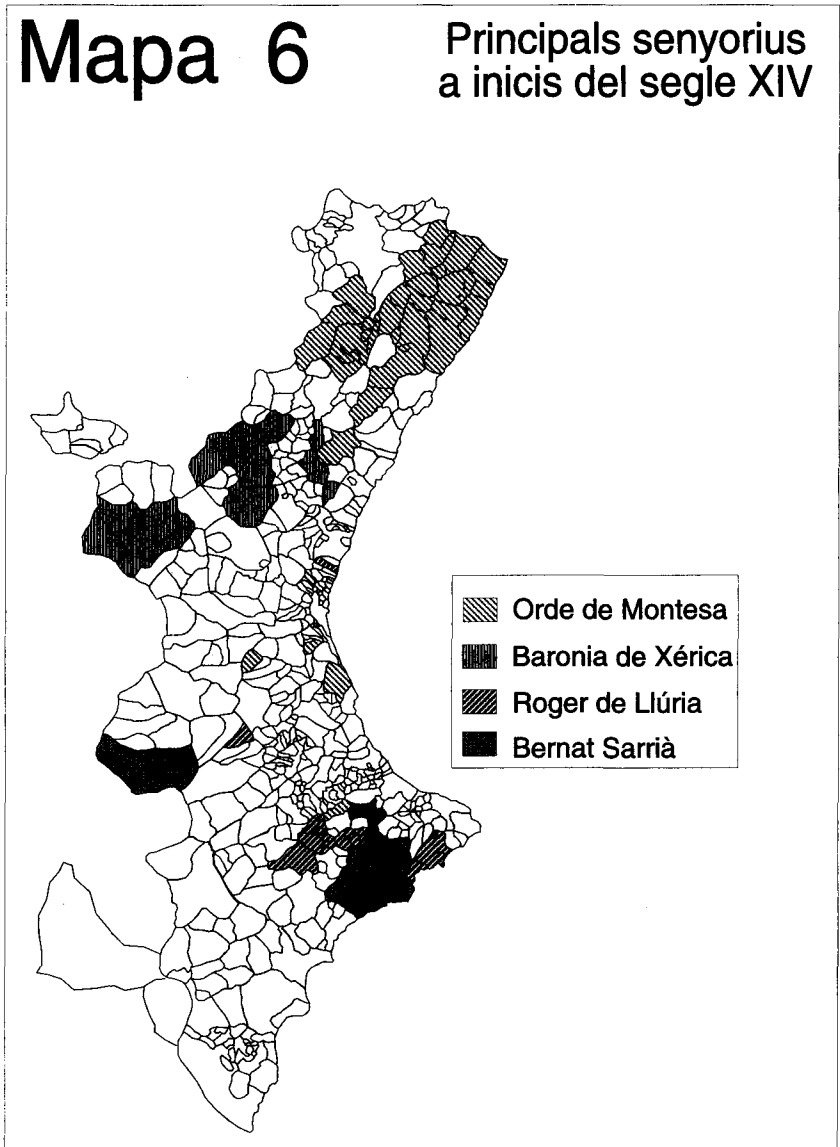 Mapa 6
Principals senyorius
a inicis del segle XIV
Orde de Montesa
Baronia de Xérica
Roger de Llúria
Bernat Sarrià